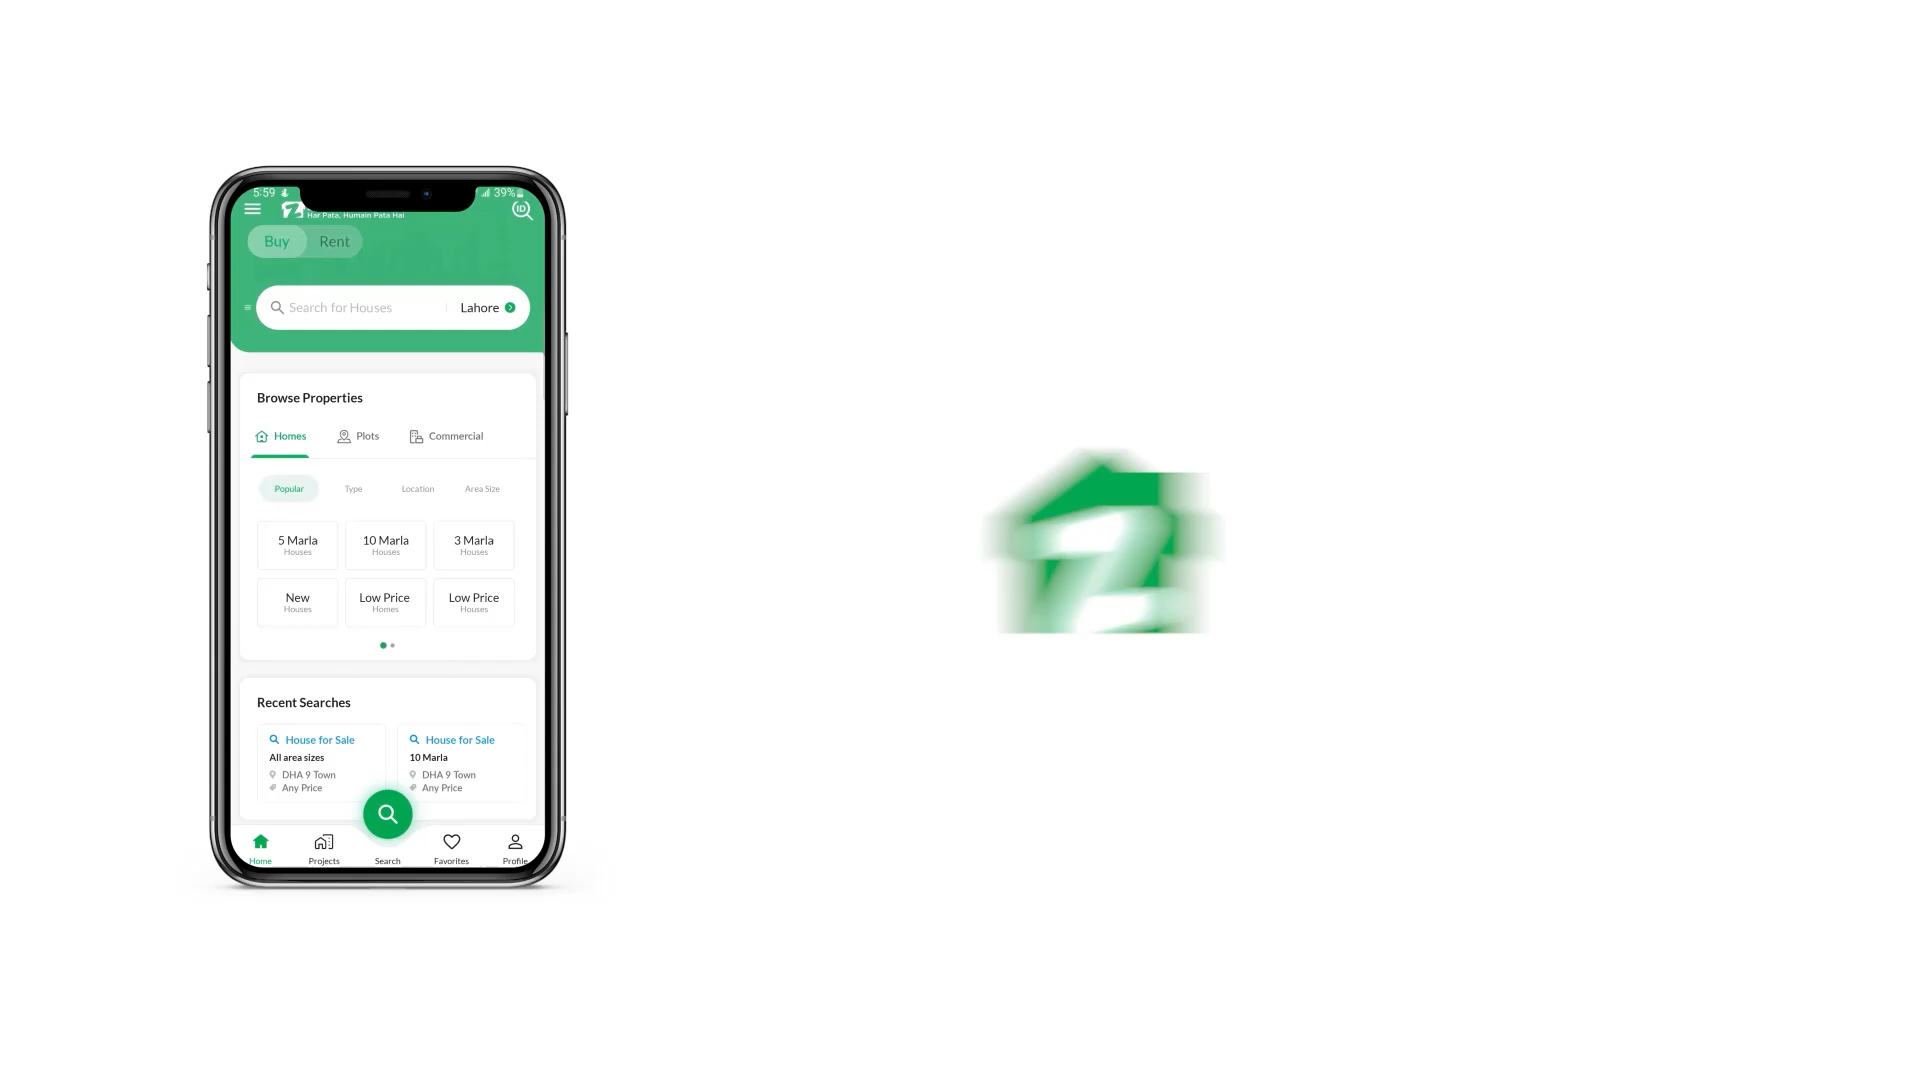 5:59
39%
Har Pata, Humain Pata Hai
ID
Buy
Rent
Search for Houses
Lahore
Browse Properties
Homes
Plots
Commercial
Popular
Type
Location
Area Size
5 Marla
Houses
10 Marla
Houses
3 Marla
Houses
New
Houses
Low Price
Homes
Low Price
Houses
Recent Searches
House for Sale
All area sizes
DHA 9 Town
Any Price
House for Sale
10 Marla
DHA 9 Town
Any Price
Home
Projects
Search
Favorites
Profile
Z